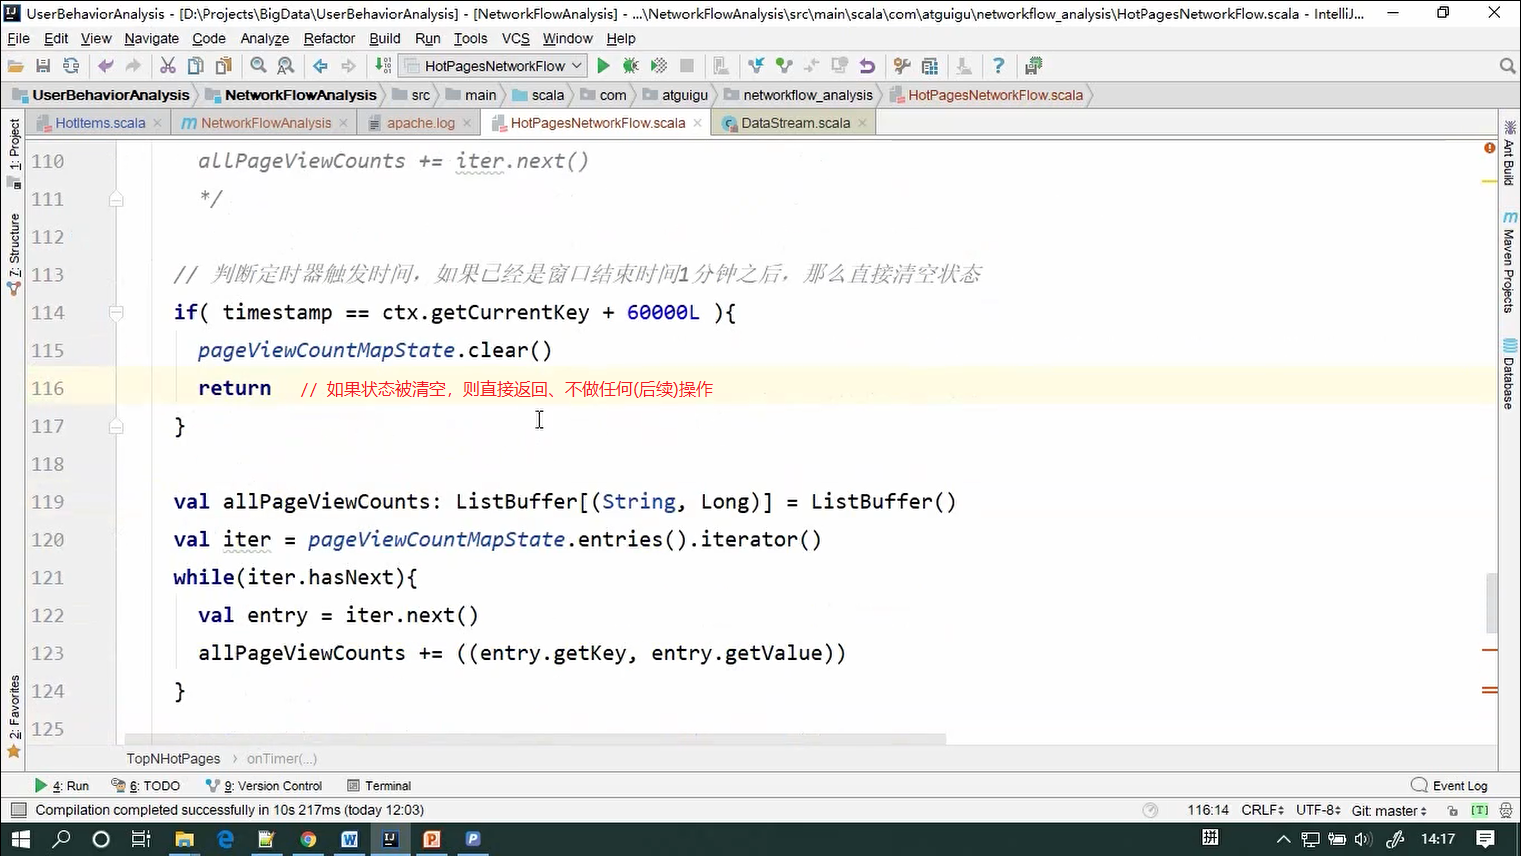 UserBehaviorAnalysis - [D:\Projects\BigData\UserBehaviorAnalysis] - [NetworkFlowAnalysis] - ...\NetworkFlowAnalysis\src\main\scala\com\atguigu\networkflow_analysis\HotPagesNetworkFlow.scala - IntelliJ...
File Edit View Navigate Code Analyze Refactor Build Run Tools VCS Window Help
HotPagesNetworkFlow
UserBehaviorAnalysis NetworkFlowAnalysis src main scala com atguigu networkflow_analysis HotPagesNetworkFlow.scala
HotItems.scala NetworkFlowAnalysis apache.log HotPagesNetworkFlow.scala DataStream.scala
1: Project
7: Structure
2: Favorites
110 allPageViewCounts += iter.next()
111 */
112
113 // 判断定时器触发时间，如果已经是窗口结束时间1分钟之后，那么直接清空状态
114 if( timestamp == ctx.getCurrentKey + 60000L ){
115 pageViewCountMapState.clear()
116 return // 如果状态被清空，则直接返回、不做任何(后续)操作
117 }
118
119 val allPageViewCounts: ListBuffer[(String, Long)] = ListBuffer()
120 val iter = pageViewCountMapState.entries().iterator()
121 while(iter.hasNext){
122 val entry = iter.next()
123 allPageViewCounts += ((entry.getKey, entry.getValue))
124 }
125
Ant Build
Maven Projects
Database
TopNHotPages onTimer(...)
4: Run 6: TODO 9: Version Control Terminal Event Log
Compilation completed successfully in 10s 217ms (today 12:03) 116:14 CRLF UTF-8 Git: master [T]
拼 14:17